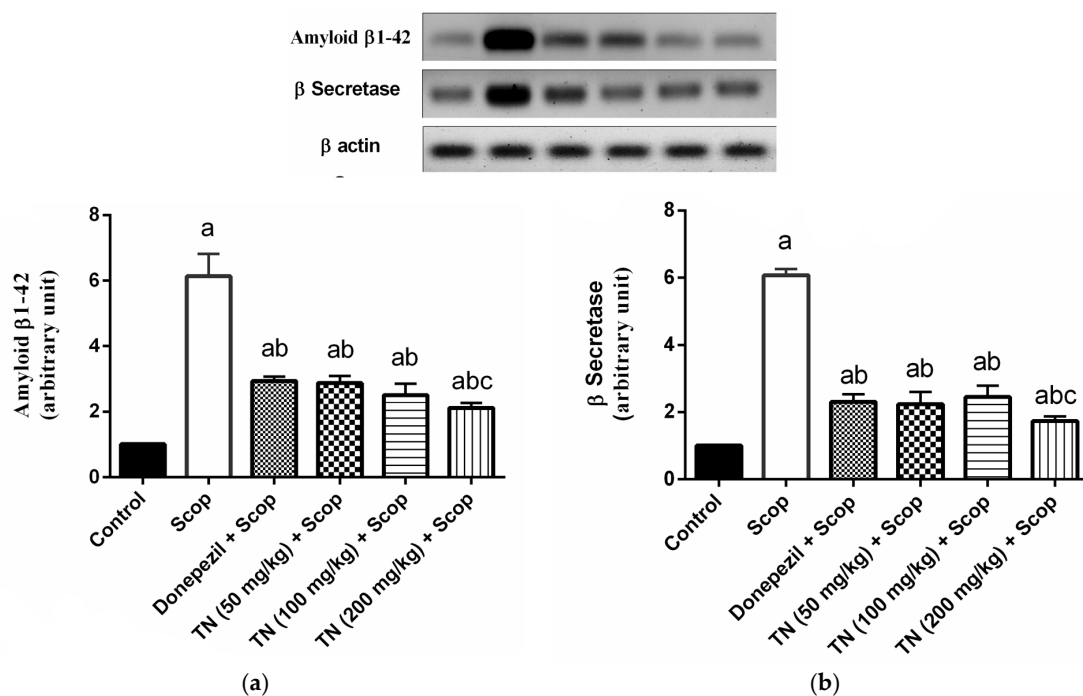 Amyloid β1-42
β Secretase
β actin
Amyloid β1-42
(arbitrary unit)
8
6
4
2
0
a
ab
ab
ab
abc
Control
Scop
Donepezil + Scop
TN (50 mg/kg) + Scop
TN (100 mg/kg) + Scop
TN (200 mg/kg) + Scop
(a)
β Secretase
(arbitrary unit)
8
6
4
2
0
a
ab
ab
ab
abc
Control
Scop
Donepezil + Scop
TN (50 mg/kg) + Scop
TN (100 mg/kg) + Scop
TN (200 mg/kg) + Scop
(b)